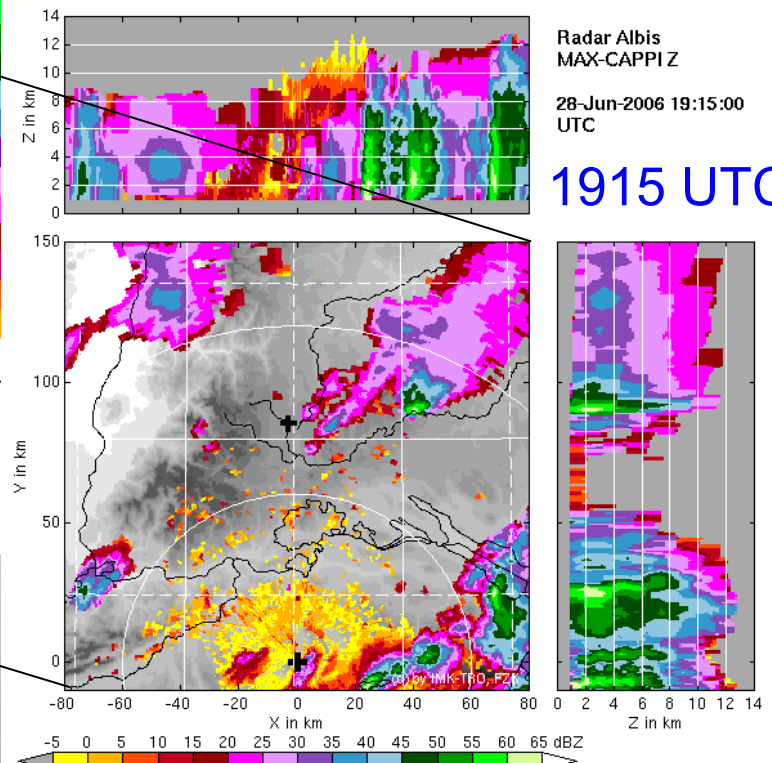 14
12
10
8
6
4
2
0
Z in km
Radar Albis
MAX-CAPPI Z
28-Jun-2006 19:15:00
UTC
1915 UTC
150
100
50
0
Y in km
-80 -60 -40 -20 0 20 40 60 80
X in km
(c) by IMK-TRO, FZK
0 2 4 6 8 10 12 14
Z in km
-5 0 5 10 15 20 25 30 35 40 45 50 55 60 65 dBZ